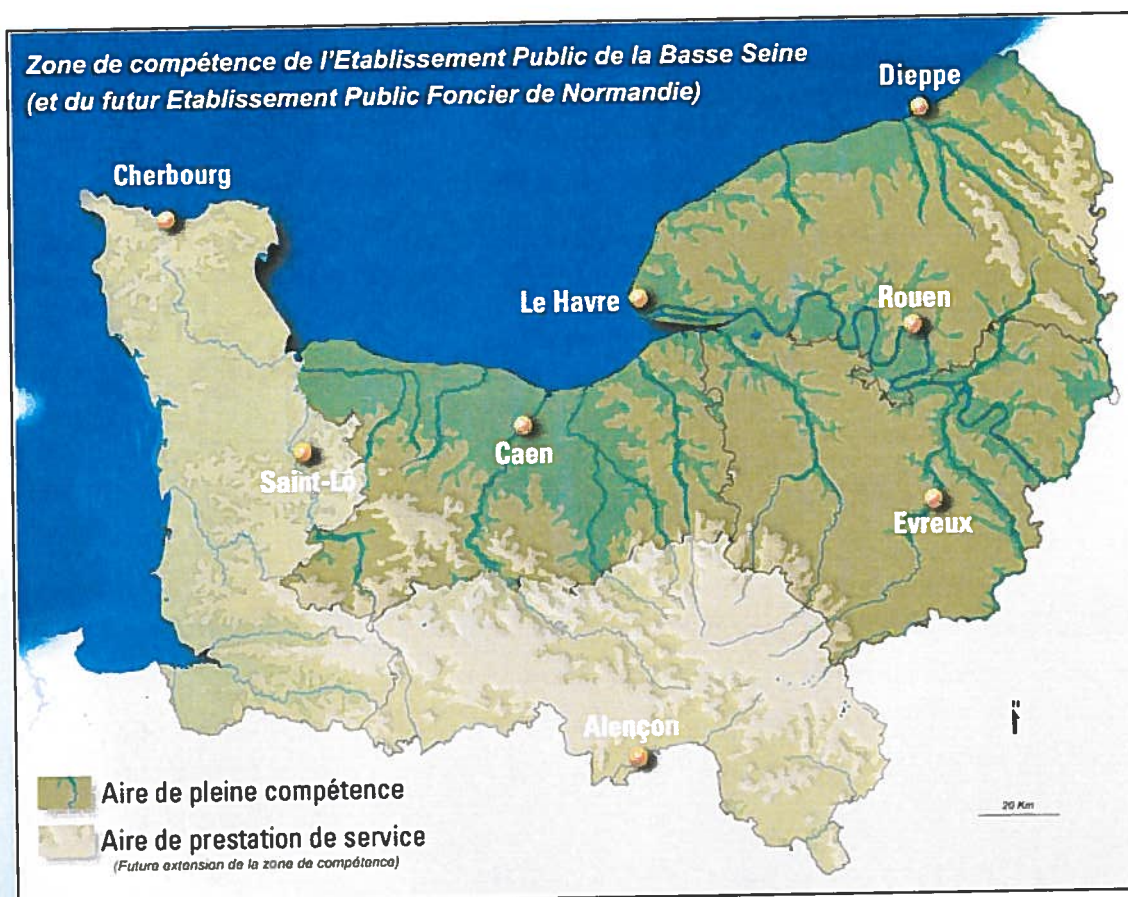 Zone de compétence de l'Etablissement Public de la Basse Seine
(et du futur Etablissement Public Foncier de Normandie)
Dieppe
Cherbourg
Le Havre
Rouen
Caen
Saint-Lô
Evreux
Alençon
Aire de pleine compétence
20 Km
Aire de prestation de service
(Future extension de la zone de compétence)